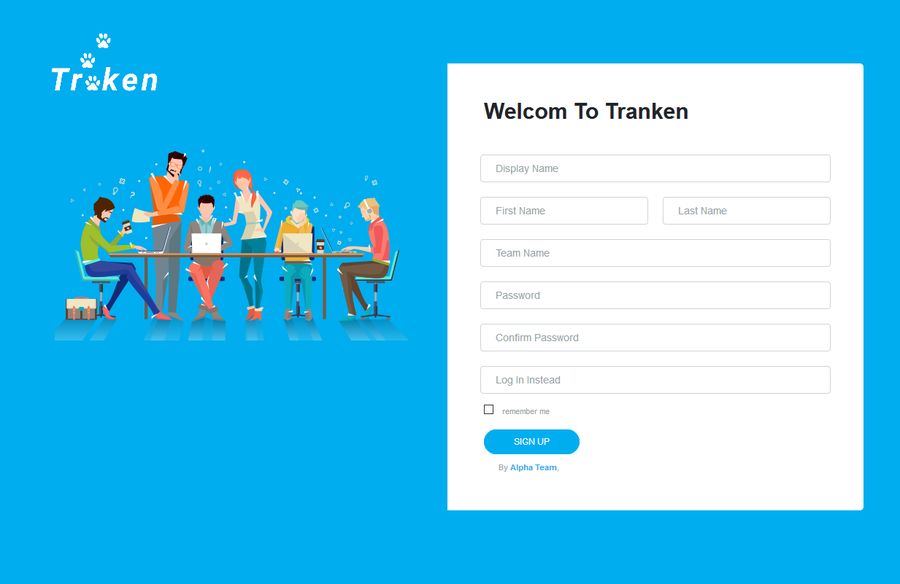 Traken
Welcom To Tranken
Display Name
First Name Last Name
Team Name
Password
Confirm Password
Log In Instead
remember me
SIGN UP
By Alpha Team,